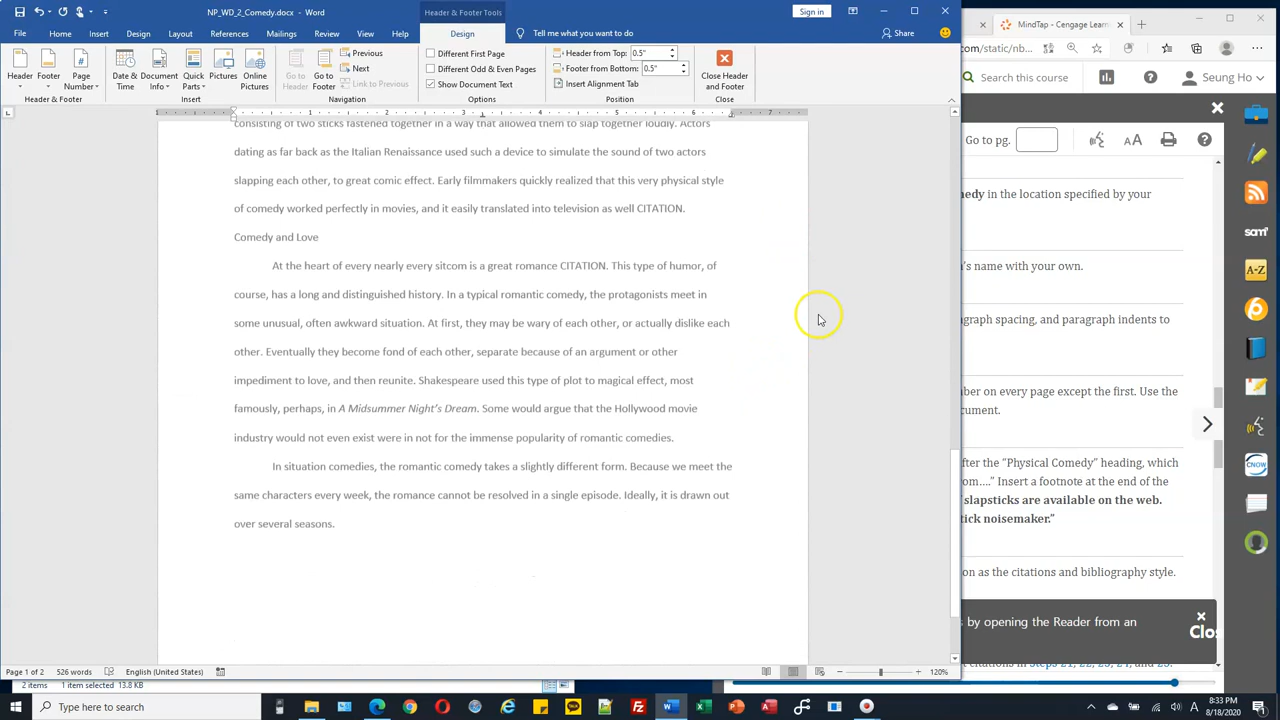 NP_WD_2_Comedy.docx - Word
Header & Footer Tools
Sign in
MindTap - Cengage Lear
File
Home
Insert
Design
Layout
References
Mailings
Review
View
Help
Design
Tell me what you want to do
Share
com/static/nb
Header
Footer
Page Number
Date & Time
Document Info
Quick Parts
Pictures
Online Pictures
Go to Header
Go to Footer
Previous
Next
Link to Previous
Different First Page
Different Odd & Even Pages
Show Document Text
Header from Top: 0.5"
Footer from Bottom: 0.5"
Insert Alignment Tab
Close Header and Footer
Header & Footer
Insert
Navigation
Options
Position
Close
Search this course
Seung Ho
Go to pg.
AA
consisting of two sticks fastened together in a way that allowed them to slap together loudly. Actors
dating as far back as the Italian Renaissance used such a device to simulate the sound of two actors
slapping each other, to great comic effect. Early filmmakers quickly realized that this very physical style
of comedy worked perfectly in movies, and it easily translated into television as well CITATION.
Comedy and Love
At the heart of every nearly every sitcom is a great romance CITATION. This type of humor, of
course, has a long and distinguished history. In a typical romantic comedy, the protagonists meet in
some unusual, often awkward situation. At first, they may be wary of each other, or actually dislike each
other. Eventually they become fond of each other, separate because of an argument or other
impediment to love, and then reunite. Shakespeare used this type of plot to magical effect, most
famously, perhaps, in A Midsummer Night's Dream. Some would argue that the Hollywood movie
industry would not even exist were in not for the immense popularity of romantic comedies.
In situation comedies, the romantic comedy takes a slightly different form. Because we meet the
same characters every week, the romance cannot be resolved in a single episode. Ideally, it is drawn out
over several seasons.
nedy in the location specified by your
's name with your own.
agraph spacing, and paragraph indents to
ber on every page except the first. Use the
cument.
fter the "Physical Comedy" heading, which
om…." Insert a footnote at the end of the
f slapsticks are available on the web.
tick noisemaker."
on as the citations and bibliography style.
by opening the Reader from an
Clos
sam
A-Z
CNOW
Page 1 of 2
526 words
English (United States)
120%
2 items
1 item selected 13.8 KB
Type here to search
8:33 PM
8/18/2020